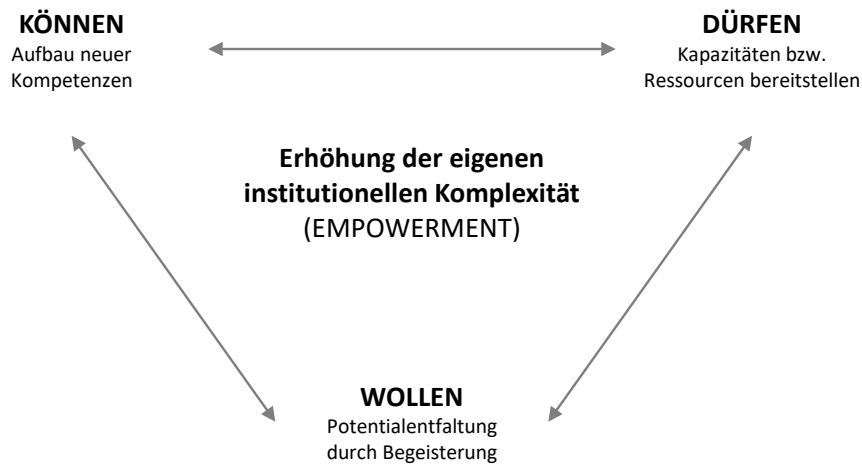 KÖNNEN
Aufbau neuer
Kompetenzen
DÜRFEN
Kapazitäten bzw.
Ressourcen bereitstellen
Erhöhung der eigenen
institutionellen Komplexität
(EMPOWERMENT)
WOLLEN
Potentialentfaltung
durch Begeisterung